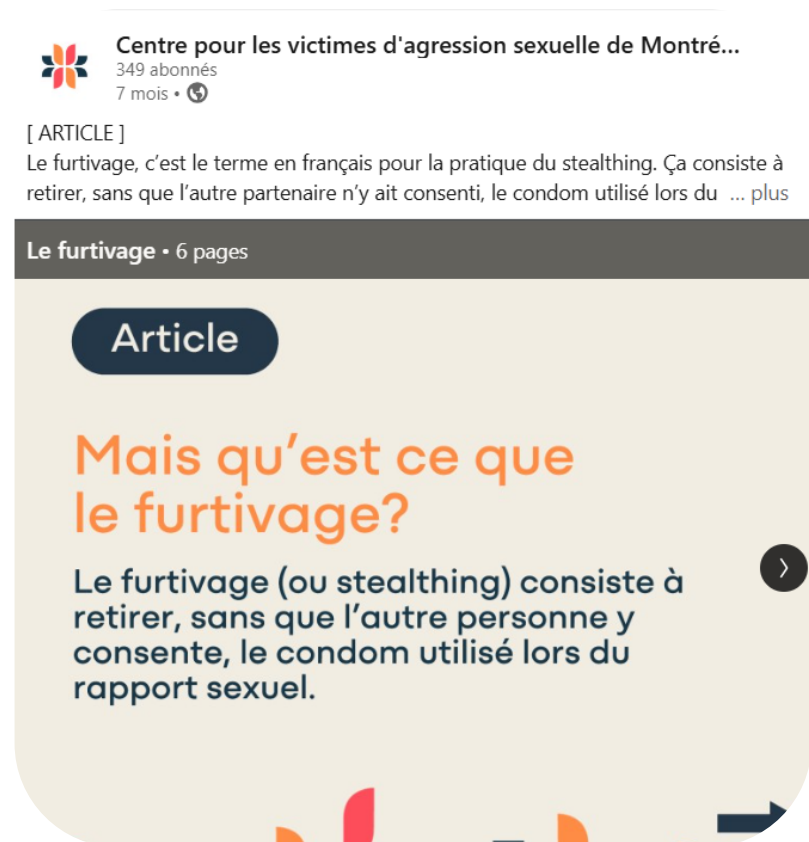 Centre pour les victimes d'agression sexuelle de Montré...
349 abonnés
7 mois •
[ ARTICLE ]
Le furtivage, c’est le terme en français pour la pratique du stealthing. Ça consiste à
retirer, sans que l’autre partenaire n’y ait consenti, le condom utilisé lors du ... plus
Le furtivage • 6 pages
Article
Mais qu’est ce que
le furtivage?
Le furtivage (ou stealthing) consiste à
retirer, sans que l’autre personne y
consente, le condom utilisé lors du
rapport sexuel.